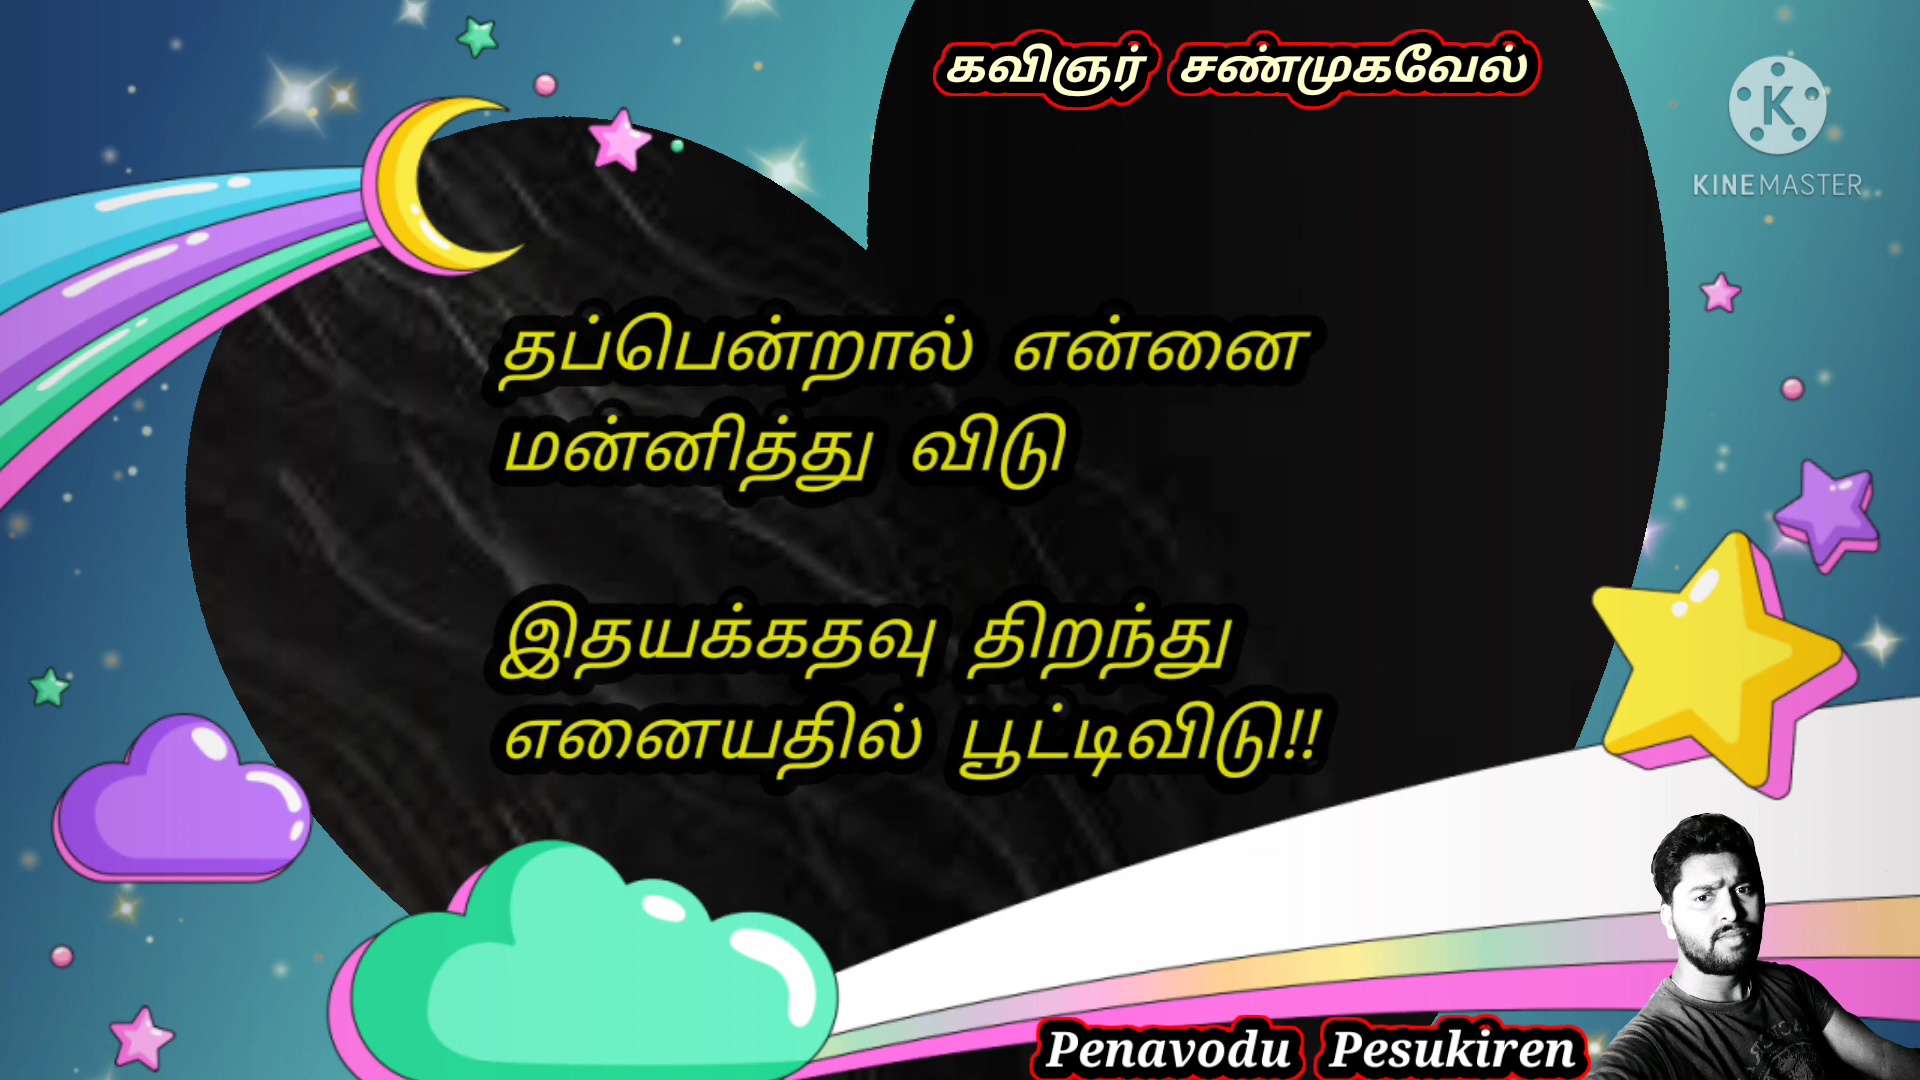 கவிஞர் சண்முகவேல்
KINEMASTER
தப்பென்றால் என்னை
மன்னித்து விடு
இதயக்கதவு திறந்து
எனையதில் பூட்டிவிடு!!
Penavodu Pesukiren